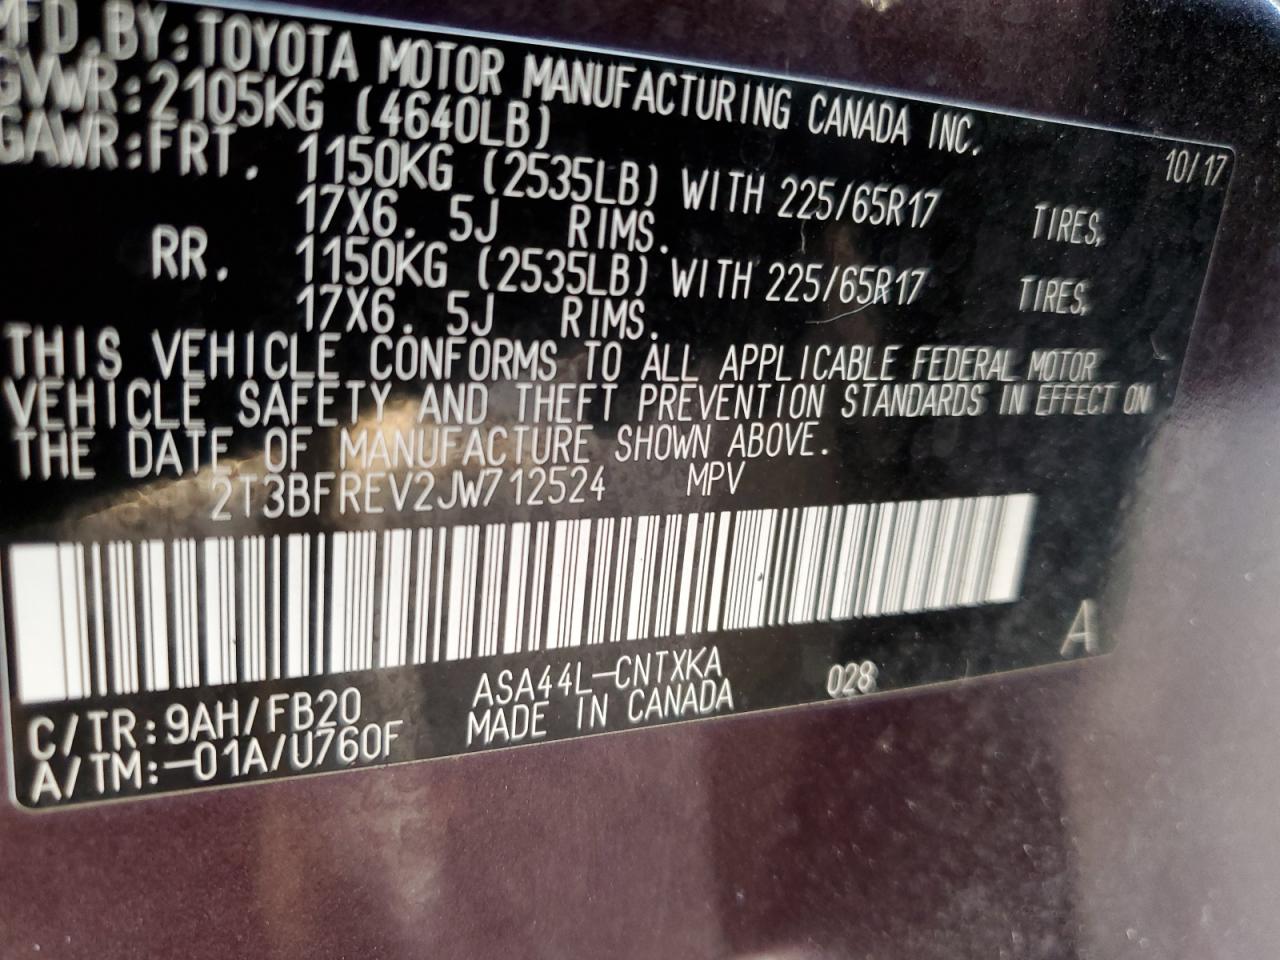 MFD.BY:TOYOTA MOTOR MANUFACTURING CANADA INC.
10/17
GVWR:2105KG (4640LB)
GAWR:FRT. 1150KG (2535LB) WITH 225/65R17 TIRES,
17X6.5J RIMS.
RR. 1150KG (2535LB) WITH 225/65R17 TIRES,
17X6.5J RIMS.
THIS VEHICLE CONFORMS TO ALL APPLICABLE FEDERAL MOTOR
VEHICLE SAFETY AND THEFT PREVENTION STANDARDS IN EFFECT ON
THE DATE OF MANUFACTURE SHOWN ABOVE.
2T3BFREV2JW712524 MPV
A
C/TR:9AH/FB20 ASA44L-CNTXKA 028
A/TM:-01A/U760F MADE IN CANADA